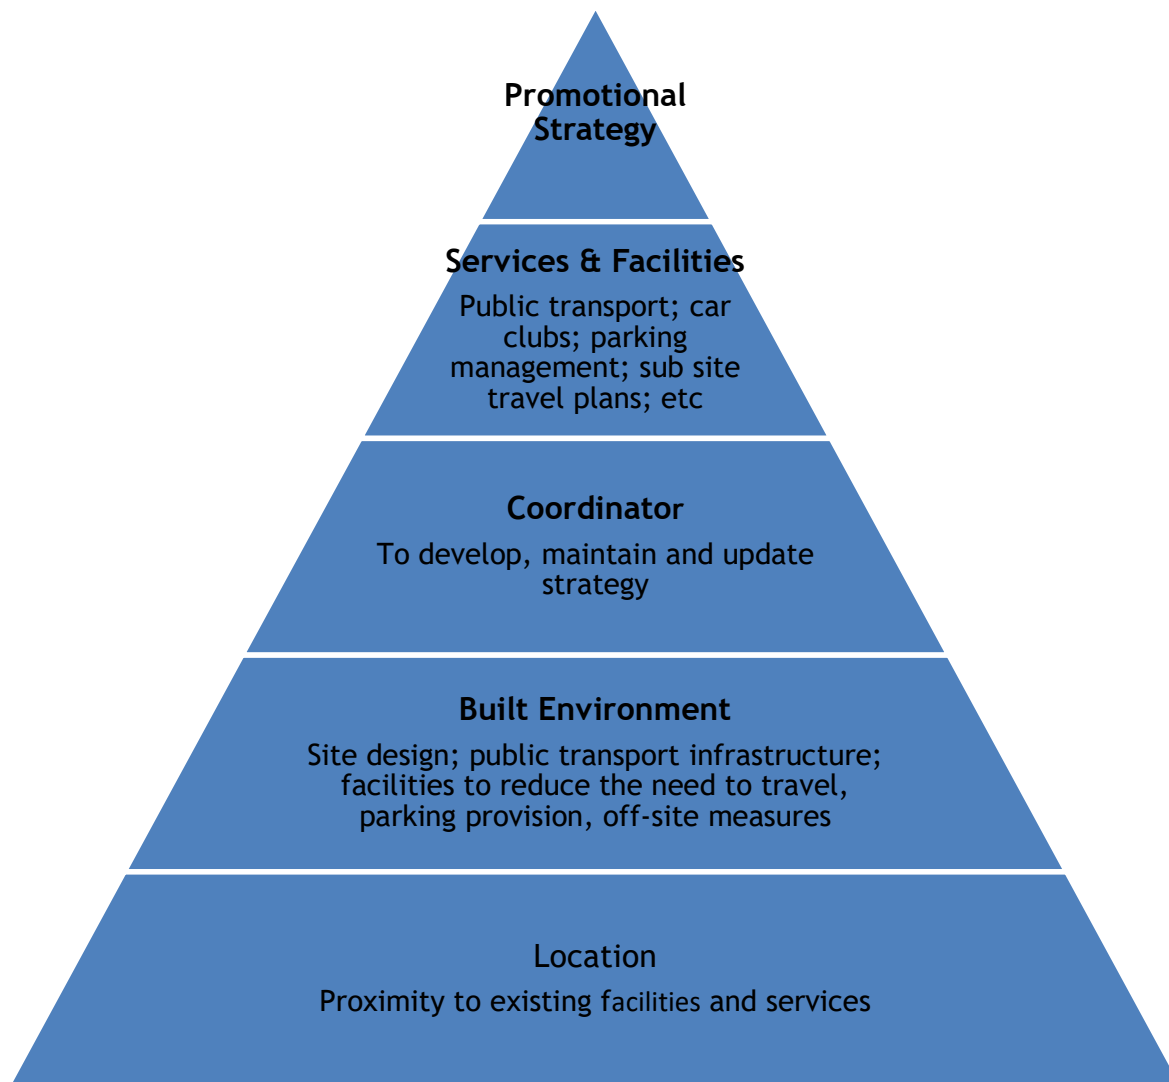 Promotional
Strategy
Services & Facilities
Public transport; car
clubs; parking
management; sub site
travel plans; etc
Coordinator
To develop, maintain and update
strategy
Built Environment
Site design; public transport infrastructure;
facilities to reduce the need to travel,
parking provision, off-site measures
Location
Proximity to existing facilities and services